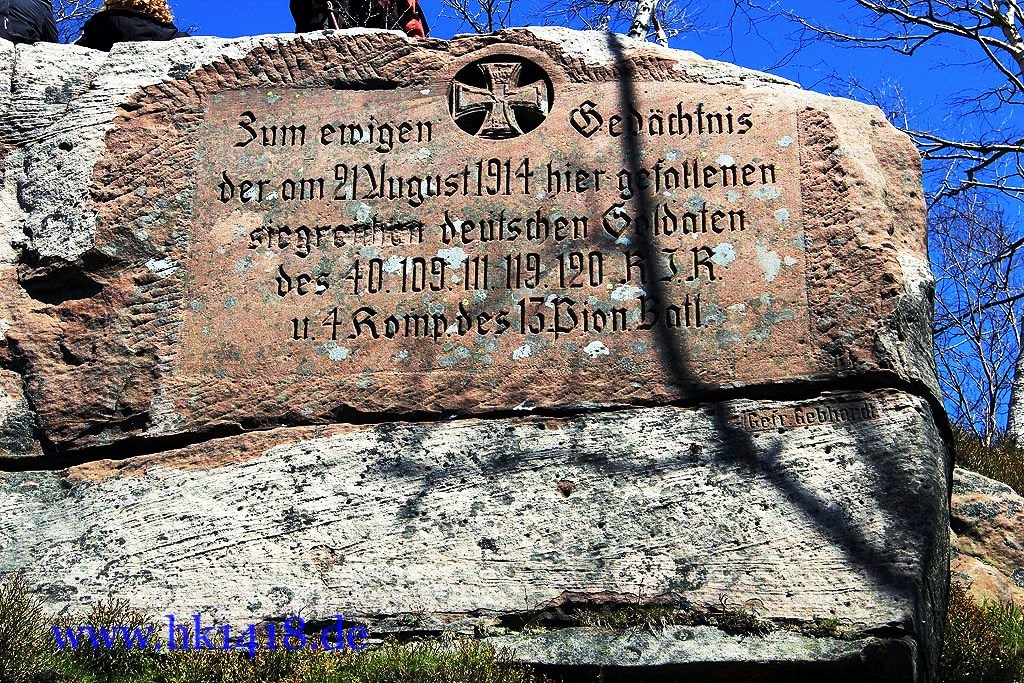 Zum ewigen Gedächtnis
der am 21 August 1914 hier gefallenen
siegreichen deutschen Soldaten
des 40. 109. 111. 119. 120. R. I. R.
u. 4 Komp. des 13. Pion Batl.
Gefr. Gebhardt
www.hk1418.de